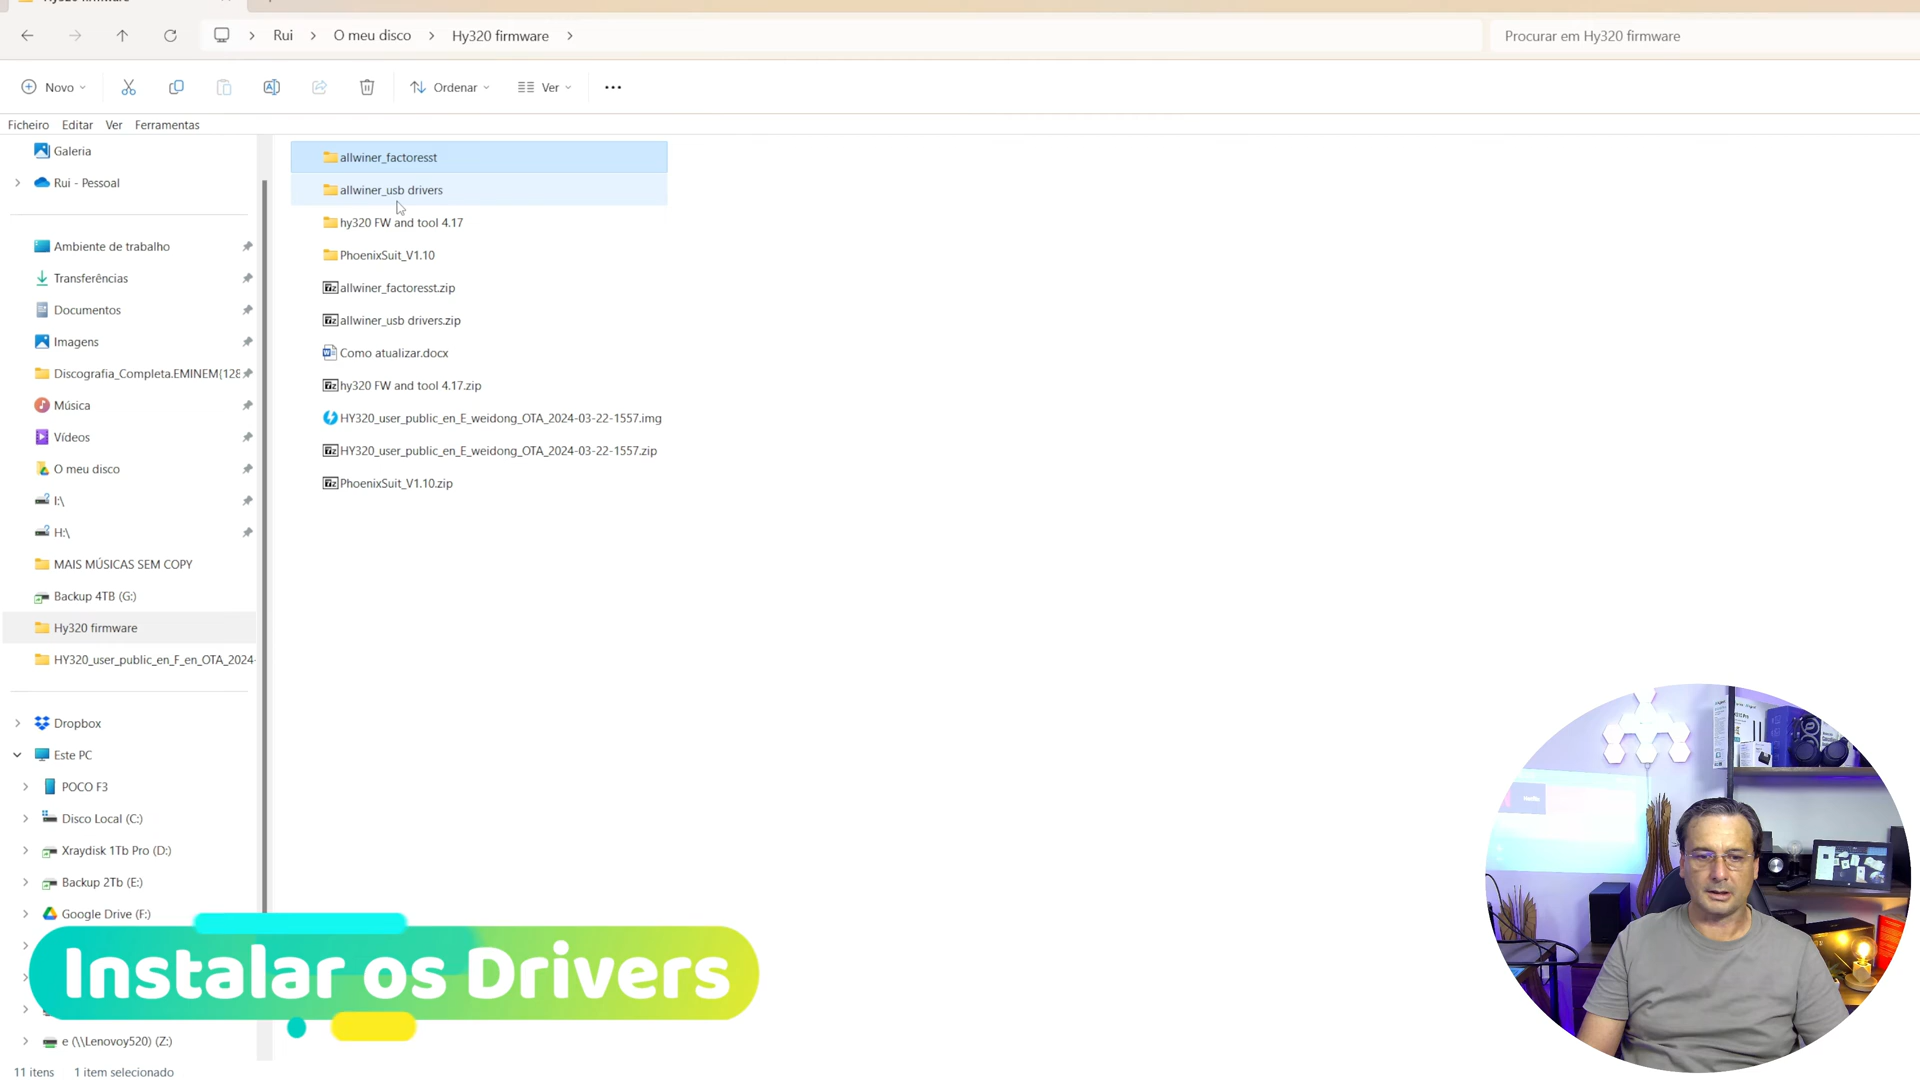 Hy320 firmware
Rui > O meu disco > Hy320 firmware >
Procurar em Hy320 firmware
Novo
Ordenar
Ver
Ficheiro Editar Ver Ferramentas
Galeria
Rui - Pessoal
Ambiente de trabalho
Transferências
Documentos
Imagens
Discografia_Completa.EMINEM(128
Música
Vídeos
O meu disco
I:\
H:\
MAIS MÚSICAS SEM COPY
Backup 4TB (G:)
Hy320 firmware
HY320_user_public_en_F_en_OTA_2024-
Dropbox
Este PC
POCO F3
Disco Local (C:)
Xraydisk 1Tb Pro (D:)
Backup 2Tb (E:)
Google Drive (F:)
e (\\Lenovoy520) (Z:)
allwiner_factoresst
allwiner_usb drivers
hy320 FW and tool 4.17
PhoenixSuit_V1.10
allwiner_factoresst.zip
allwiner_usb drivers.zip
Como atualizar.docx
hy320 FW and tool 4.17.zip
HY320_user_public_en_E_weidong_OTA_2024-03-22-1557.img
HY320_user_public_en_E_weidong_OTA_2024-03-22-1557.zip
PhoenixSuit_V1.10.zip
Instalar os Drivers
11 itens 1 item selecionado